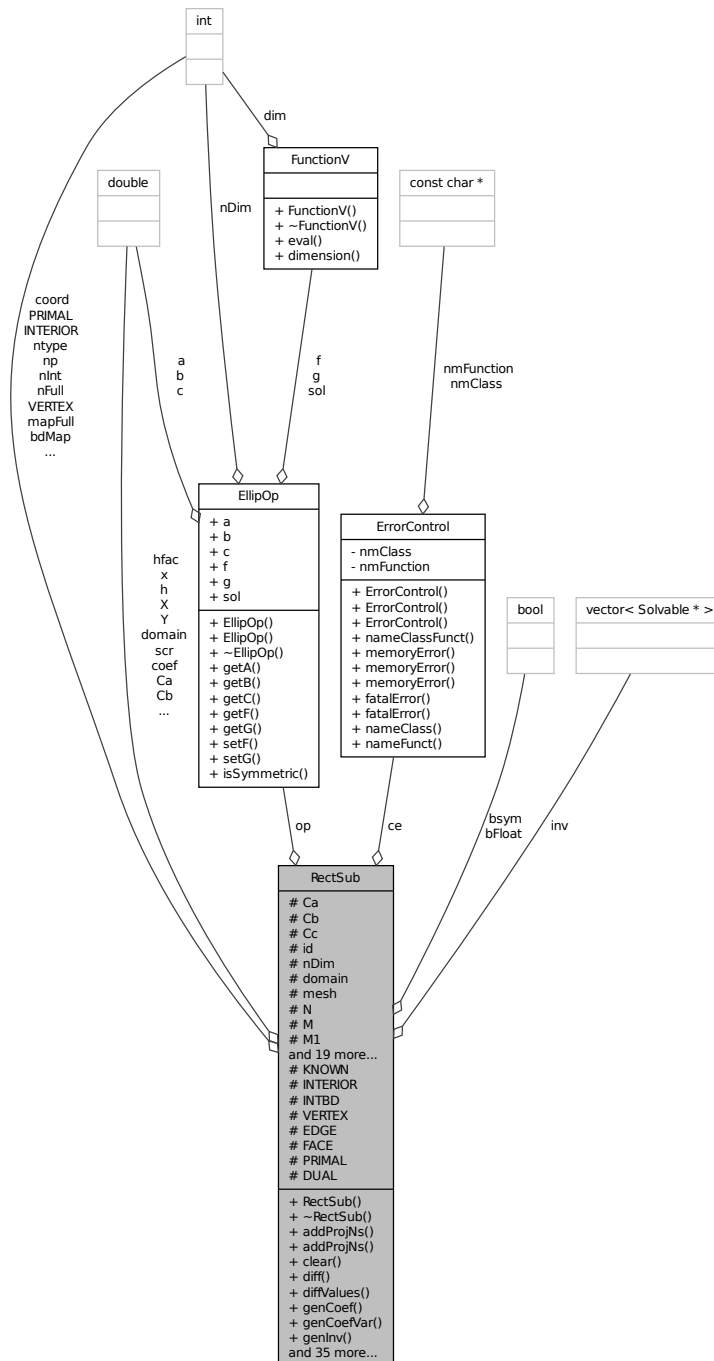 int
dim
FunctionV
+ FunctionV()
+ ~FunctionV()
+ eval()
+ dimension()
double
const char *
nDim
coord
PRIMAL
INTERIOR
ntype
np
nInt
nFull
VERTEX
mapFull
bdMap
...
a
b
c
f
g
sol
nmFunction
nmClass
EllipOp
+ a
+ b
+ c
+ f
+ g
+ sol
+ EllipOp()
+ EllipOp()
+ ~EllipOp()
+ getA()
+ getB()
+ getC()
+ getF()
+ getG()
+ setF()
+ setG()
+ isSymmetric()
ErrorControl
- nmClass
- nmFunction
+ ErrorControl()
+ ErrorControl()
+ ErrorControl()
+ nameClassFunct()
+ memoryError()
+ memoryError()
+ memoryError()
+ fatalError()
+ fatalError()
+ nameClass()
+ nameFunct()
hfac
x
h
X
Y
domain
scr
coef
Ca
Cb
...
bool
vector< Solvable * >
op
ce
bsym
bFloat
inv
RectSub
# Ca
# Cb
# Cc
# id
# nDim
# domain
# mesh
# N
# M
# M1
and 19 more...
# KNOWN
# INTERIOR
# INTBD
# VERTEX
# EDGE
# FACE
# PRIMAL
# DUAL
+ RectSub()
+ ~RectSub()
+ addProjNs()
+ addProjNs()
+ clear()
+ diff()
+ diffValues()
+ genCoef()
+ genCoefVar()
+ genInv()
and 35 more...